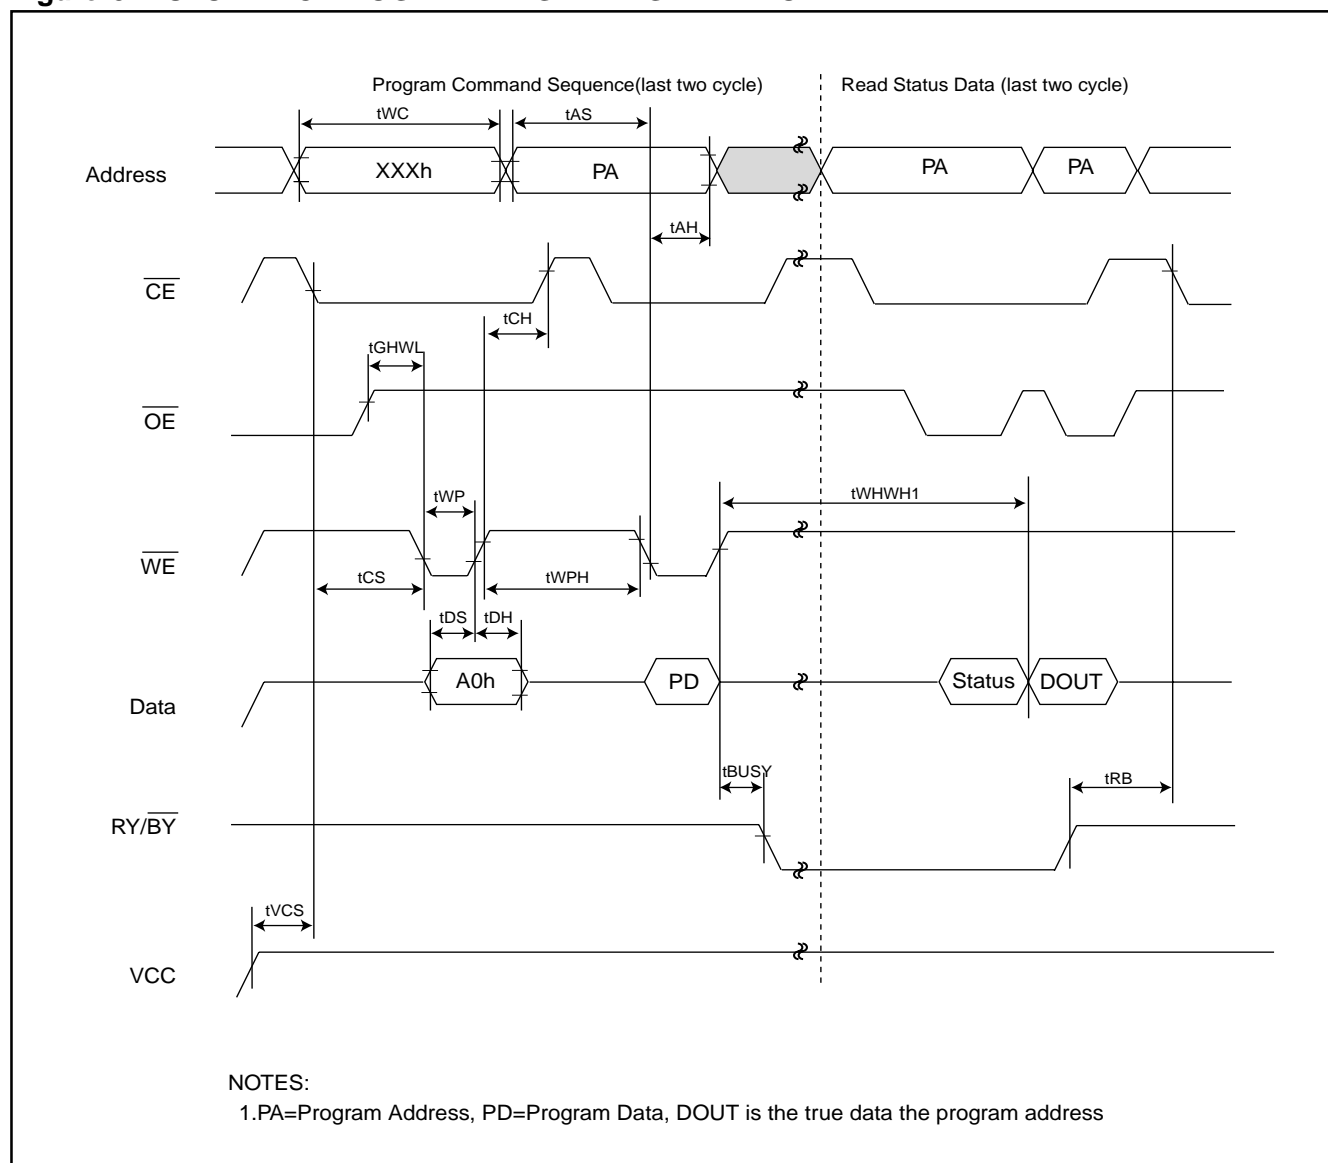 Program Command Sequence(last two cycle)
Read Status Data (last two cycle)
tWC
tAS
Address
XXXh
PA
PA
PA
tAH
CE
tCH
tGHWL
OE
tWP
tWHWH1
WE
tCS
tWPH
tDS
tDH
Data
A0h
PD
Status
DOUT
tBUSY
tRB
RY/BY
tVCS
VCC
NOTES:
1.PA=Program Address, PD=Program Data, DOUT is the true data the program address